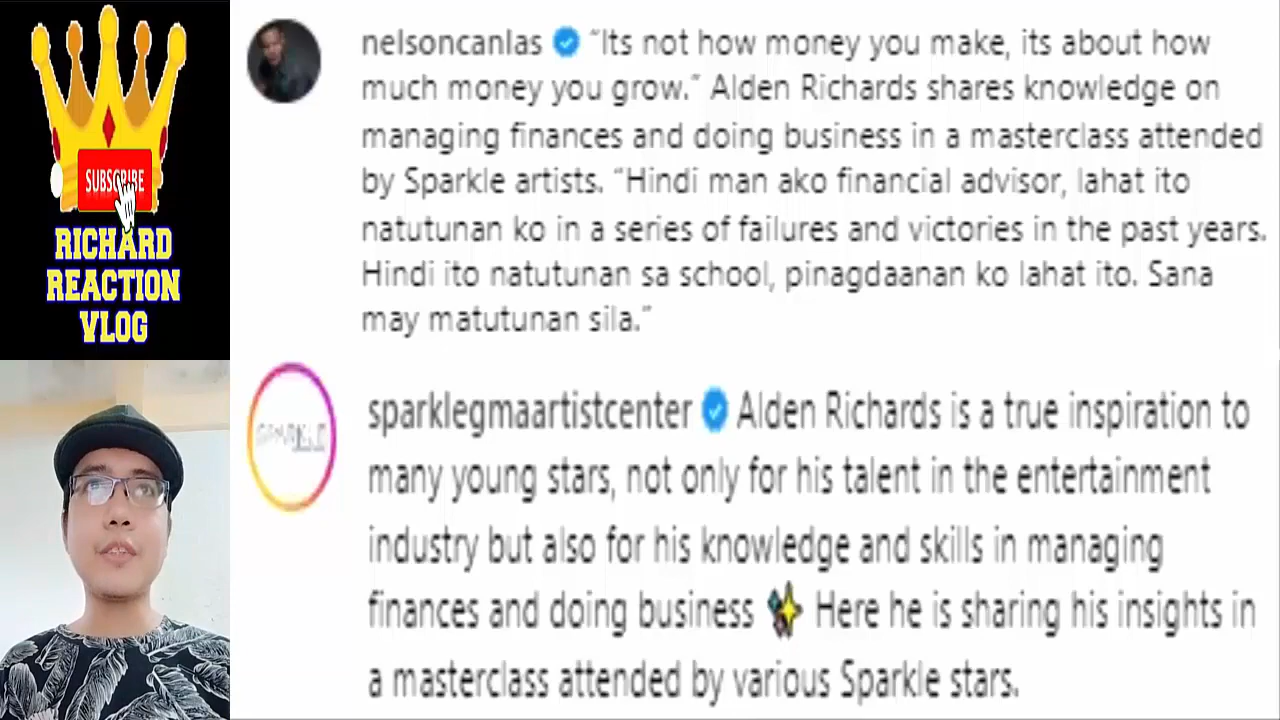 SUBSCRIBE
RICHARD
REACTION
VLOG
nelsoncanlas "Its not how money you make, its about how
much money you grow." Alden Richards shares knowledge on
managing finances and doing business in a masterclass attended
by Sparkle artists. "Hindi man ako financial advisor, lahat ito
natutunan ko in a series of failures and victories in the past years.
Hindi ito natutunan sa school, pinagdaanan ko lahat ito. Sana
may matutunan sila."
SPARKLE
sparklegmaartistcenter Alden Richards is a true inspiration to
many young stars, not only for his talent in the entertainment
industry but also for his knowledge and skills in managing
finances and doing business ✨ Here he is sharing his insights in
a masterclass attended by various Sparkle stars.